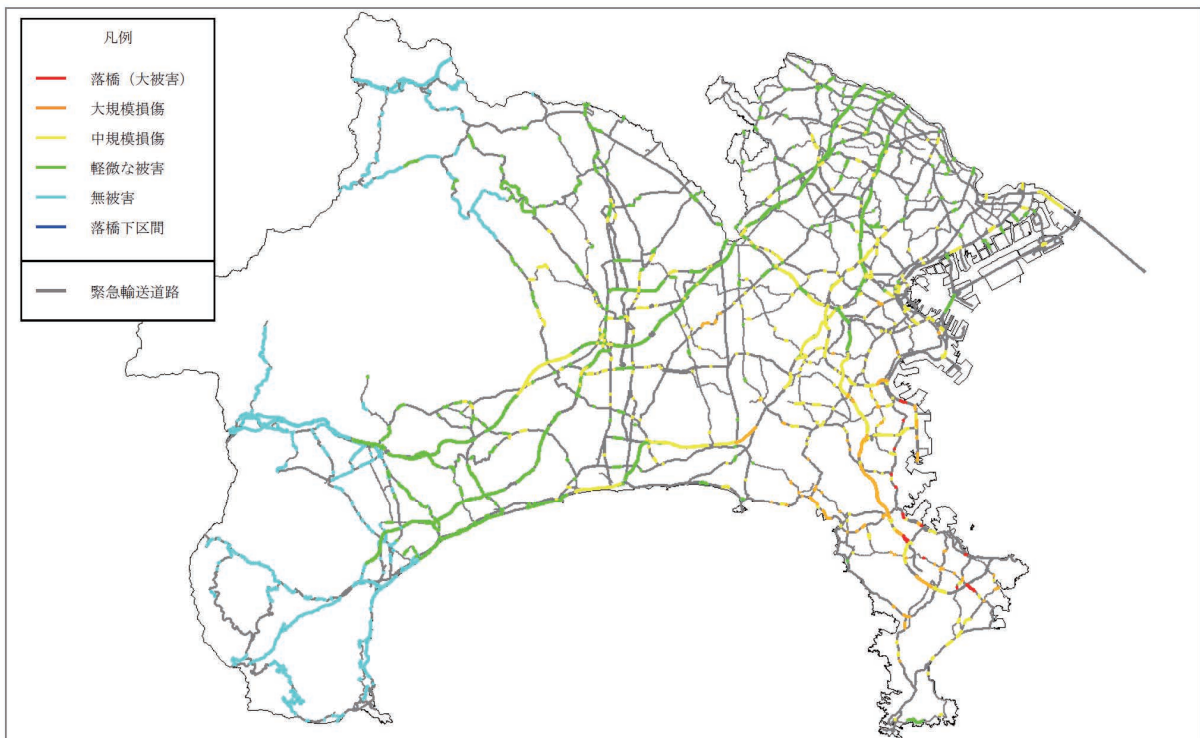 凡例
落橋（大被害）
大規模損傷
中規模損傷
軽微な被害
無被害
落橋下区間
緊急輸送道路